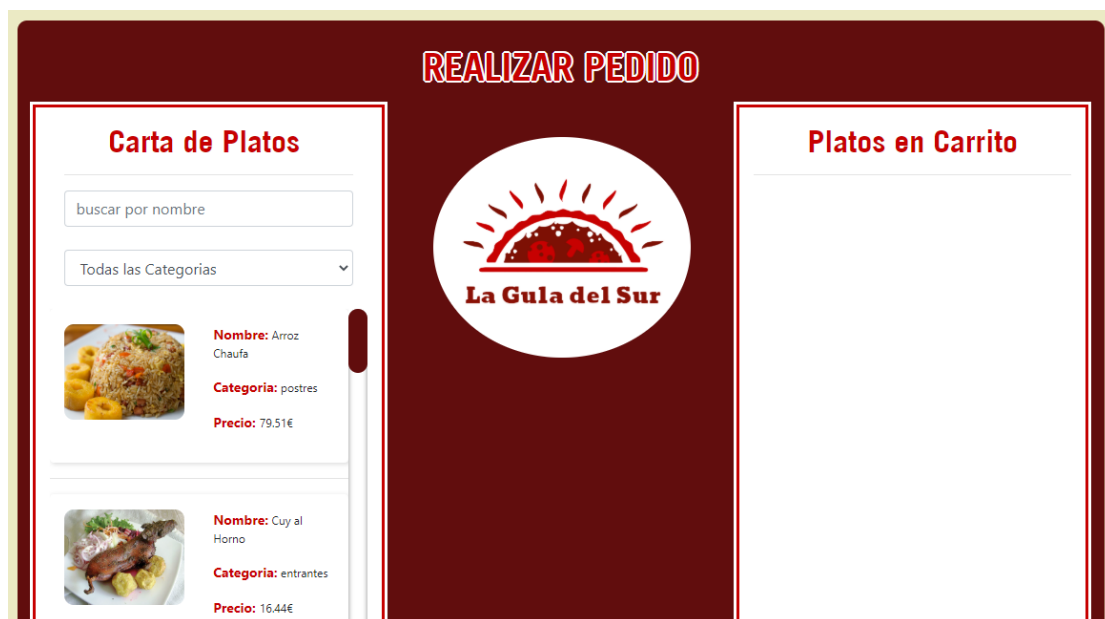 REALIZAR PEDIDO
Carta de Platos
buscar por nombre
Todas las Categorias
Nombre: Arroz
Chaufa
Categoria: postres
Precio: 79.51€
Nombre: Cuy al
Horno
Categoria: entrantes
Precio: 16.44€
La Gula del Sur
Platos en Carrito